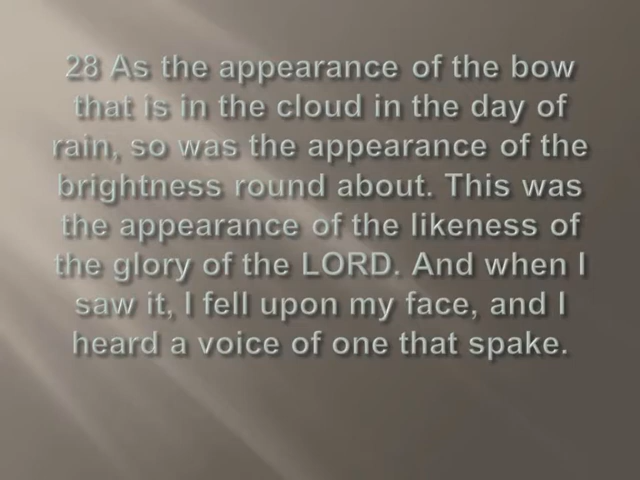 28 As the appearance of the bow
that is in the cloud in the day of
rain, so was the appearance of the
brightness round about. This was
the appearance of the likeness of
the glory of the LORD. And when I
saw it, I fell upon my face, and I
heard a voice of one that spake.